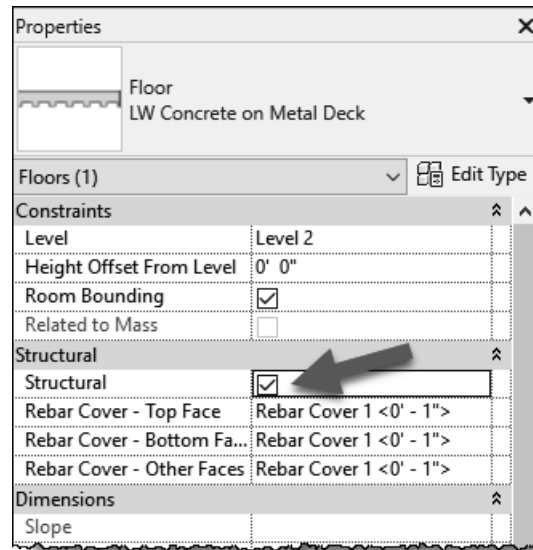 Properties
Floor
LW Concrete on Metal Deck
Floors (1) Edit Type
Constraints
Level Level 2
Height Offset From Level 0' 0"
Room Bounding
Related to Mass
Structural
Structural
Rebar Cover - Top Face Rebar Cover 1 <0' - 1">
Rebar Cover - Bottom Fa... Rebar Cover 1 <0' - 1">
Rebar Cover - Other Faces Rebar Cover 1 <0' - 1">
Dimensions
Slope